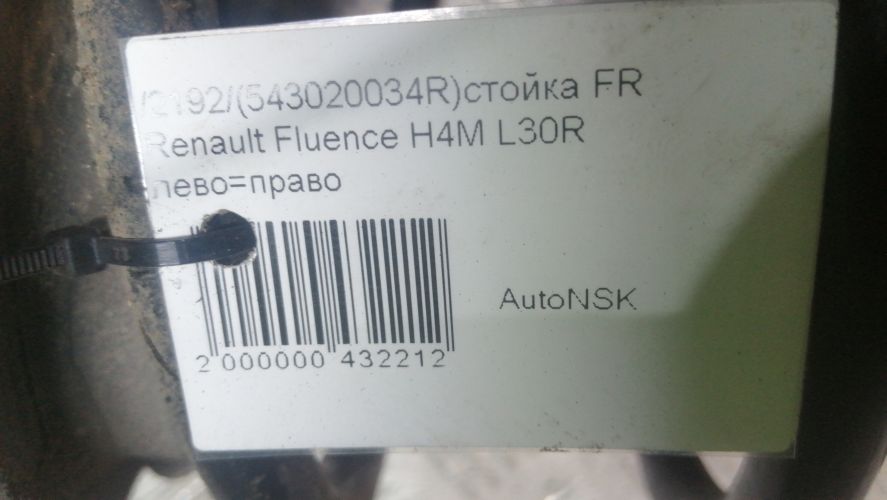 /2192/(543020034R)стойка FR
Renault Fluence H4M L30R
лево=право
AutoNSK
2 000000 432212